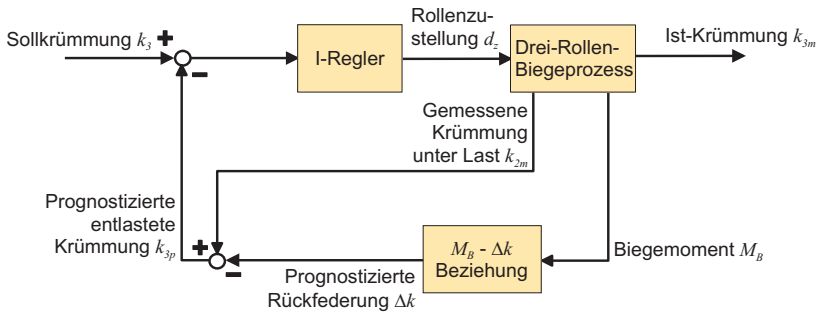 Sollkrümmung k3
+
−
I-Regler
Rollenzu-
stellung dz
Drei-Rollen-
Biegeprozess
Ist-Krümmung k3m
Gemessene
Krümmung
unter Last k2m
Prognostizierte
entlastete
Krümmung k3p
+
−
Prognostizierte
Rückfederung Δk
MB - Δk
Beziehung
Biegemoment MB